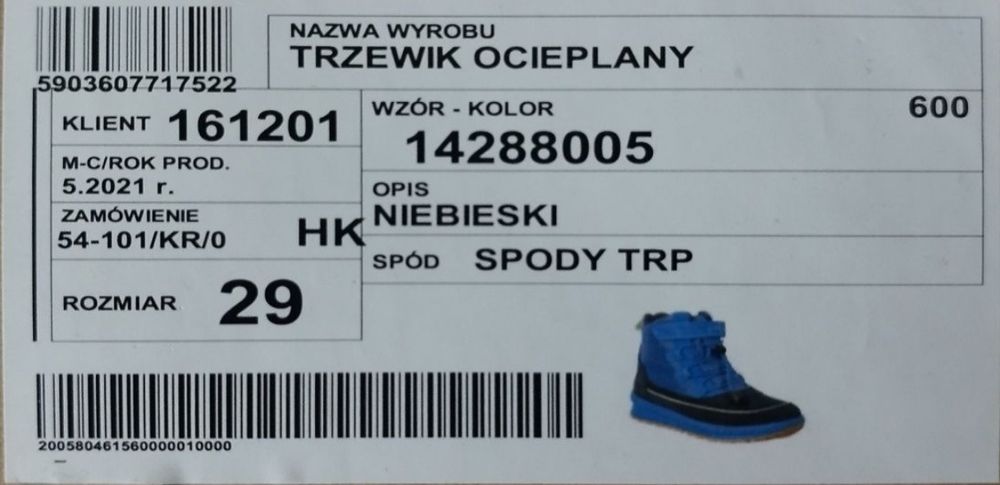 5903607717522
NAZWA WYROBU
TRZEWIK OCIEPLANY
KLIENT 161201
M-C/ROK PROD.
5.2021 r.
ZAMÓWIENIE
54-101/KR/0 HK
ROZMIAR 29
WZÓR - KOLOR 600
14288005
OPIS
NIEBIESKI
SPÓD SPODY TRP
200580461560000010000